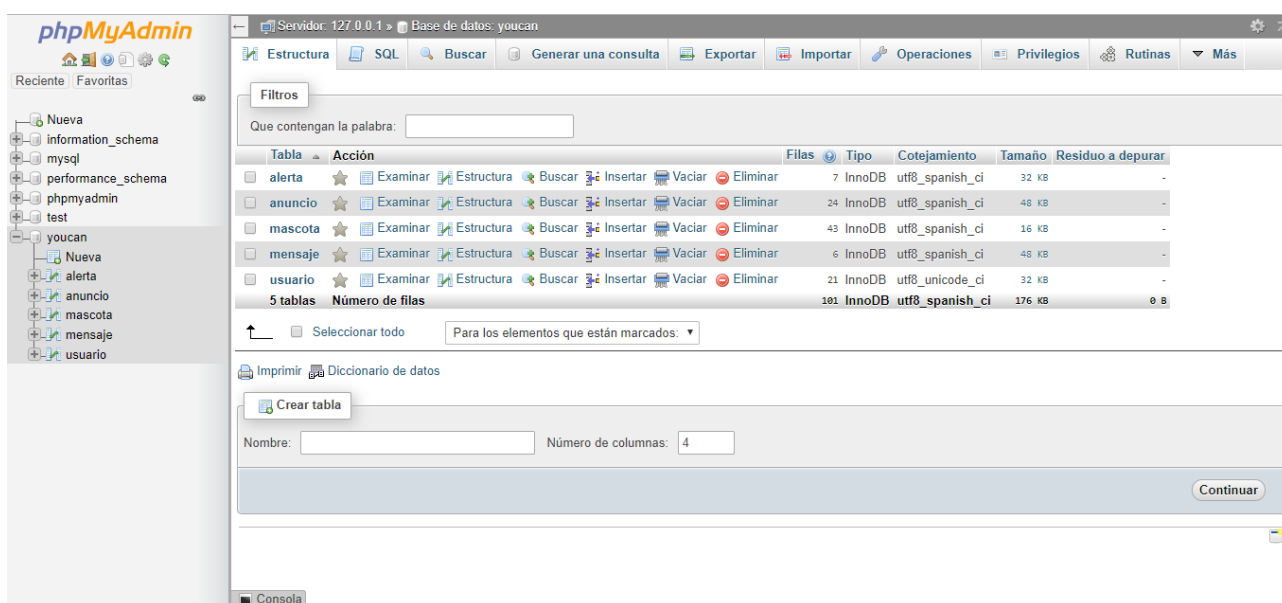 phpMyAdmin
Reciente Favoritas
Nueva
information_schema
mysql
performance_schema
phpmyadmin
test
youcan
Nueva
alerta
anuncio
mascota
mensaje
usuario
Servidor: 127.0.0.1 » Base de datos: youcan
Estructura SQL Buscar Generar una consulta Exportar Importar Operaciones Privilegios Rutinas Más
Filtros
Que contengan la palabra:
Tabla Acción Filas Tipo Cotejamiento Tamaño Residuo a depurar
alerta Examinar Estructura Buscar Insertar Vaciar Eliminar 7 InnoDB utf8_spanish_ci 32 KB -
anuncio Examinar Estructura Buscar Insertar Vaciar Eliminar 24 InnoDB utf8_spanish_ci 48 KB -
mascota Examinar Estructura Buscar Insertar Vaciar Eliminar 43 InnoDB utf8_spanish_ci 16 KB -
mensaje Examinar Estructura Buscar Insertar Vaciar Eliminar 6 InnoDB utf8_spanish_ci 48 KB -
usuario Examinar Estructura Buscar Insertar Vaciar Eliminar 21 InnoDB utf8_unicode_ci 32 KB -
5 tablas Número de filas 101 InnoDB utf8_spanish_ci 176 KB 0 B
Seleccionar todo Para los elementos que están marcados:
Imprimir Diccionario de datos
Crear tabla
Nombre: Número de columnas: 4
Continuar
Consola